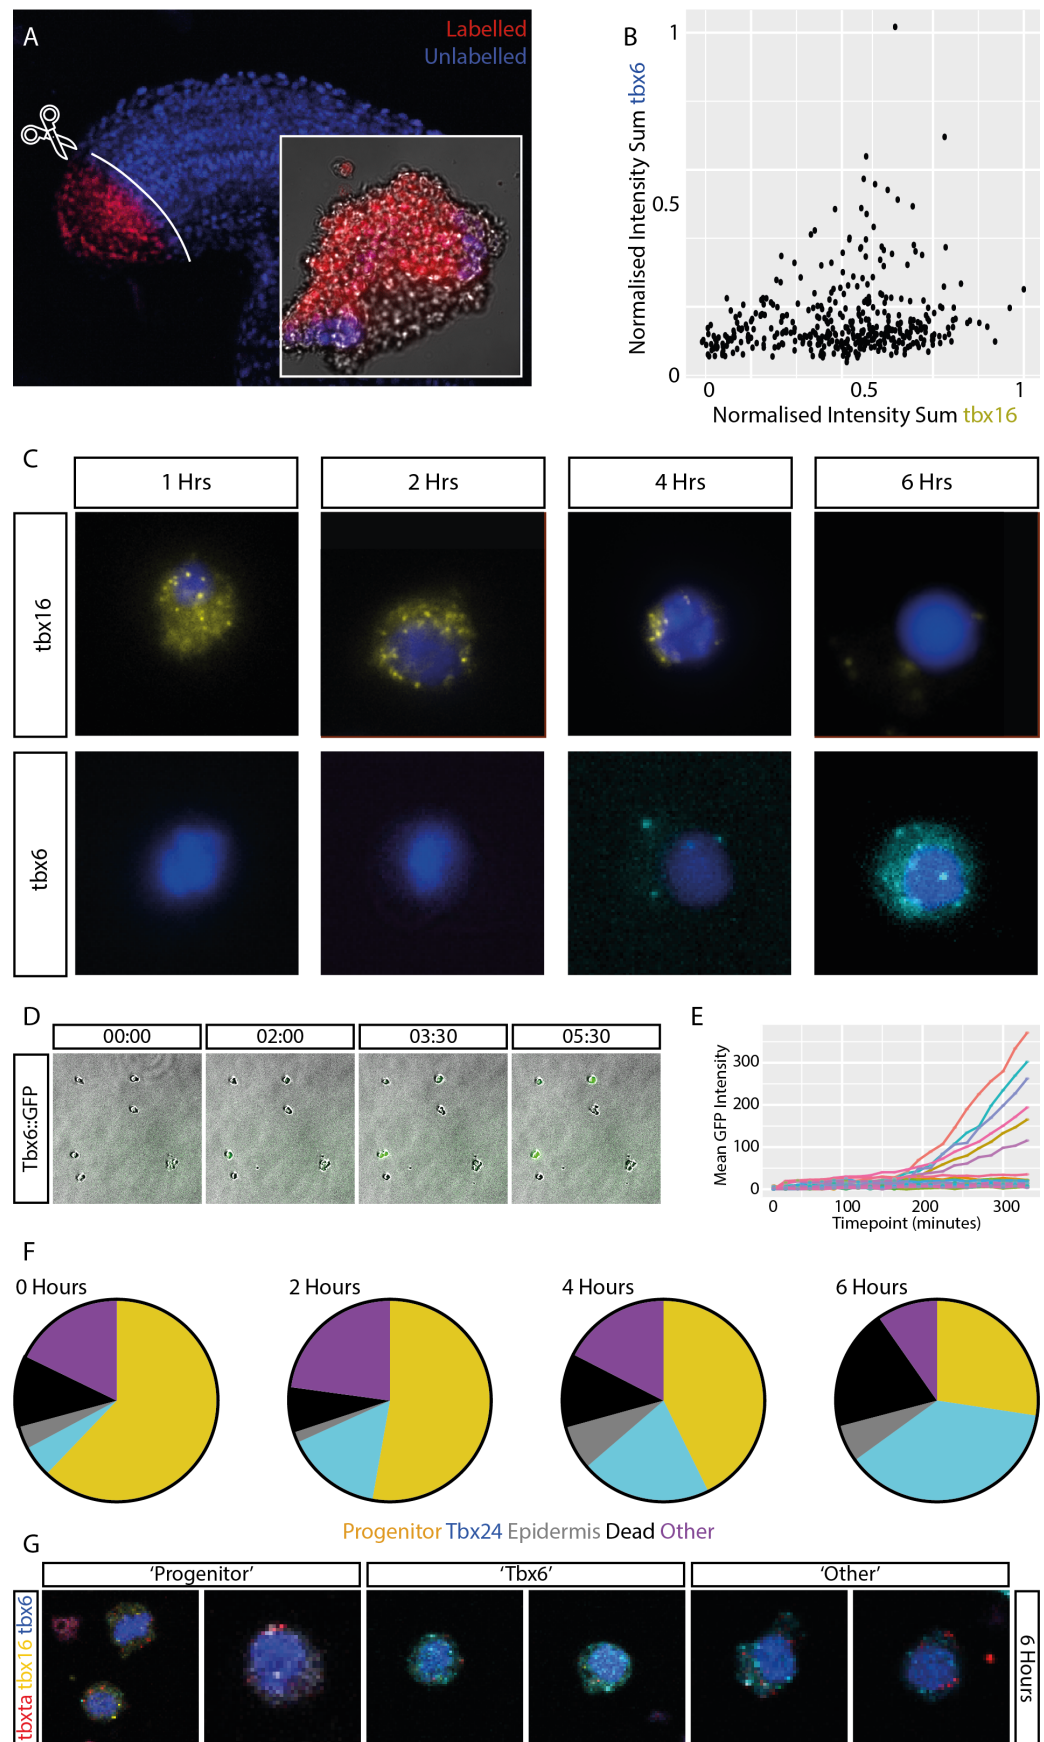 A
Labelled
Unlabelled
B
Normalised Intensity Sum tbx6
1
0.5
0
0
0.5
1
Normalised Intensity Sum tbx16
C
1 Hrs
2 Hrs
4 Hrs
6 Hrs
tbx16
tbx6
D
00:00
02:00
03:30
05:30
Tbx6::GFP
E
Mean GFP Intensity
300
200
100
0
0
100
200
300
Timepoint (minutes)
F
0 Hours
2 Hours
4 Hours
6 Hours
Progenitor Tbx24 Epidermis Dead Other
G
‘Progenitor’
‘Tbx6’
‘Other’
tbxta tbx16 tbx6
6 Hours